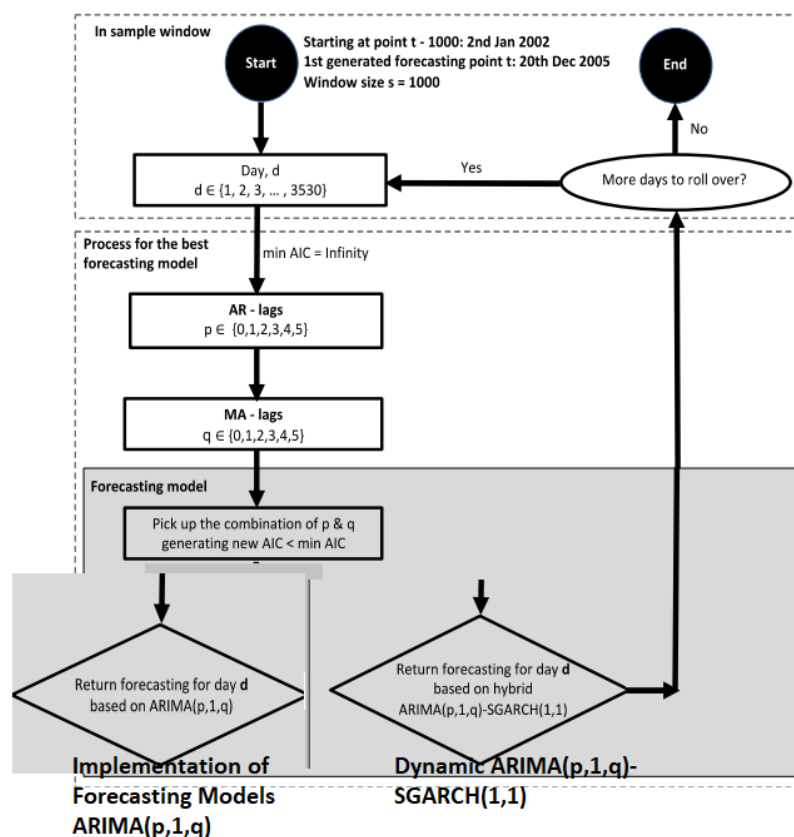 In sample window
Start
Starting at point t - 1000: 2nd Jan 2002
1st generated forecasting point t: 20th Dec 2005
Window size s = 1000
End
No
Day, d
d ∈ {1, 2, 3, ... , 3530}
Yes
More days to roll over?
Process for the best
forecasting model
min AIC = Infinity
AR - lags
p ∈ {0,1,2,3,4,5}
MA - lags
q ∈ {0,1,2,3,4,5}
Forecasting model
Pick up the combination of p & q
generating new AIC < min AIC
Return forecasting for day d
based on ARIMA(p,1,q)
Return forecasting for day d
based on hybrid
ARIMA(p,1,q)-SGARCH(1,1)
Implementation of
Forecasting Models
ARIMA(p,1,q)
Dynamic ARIMA(p,1,q)-
SGARCH(1,1)